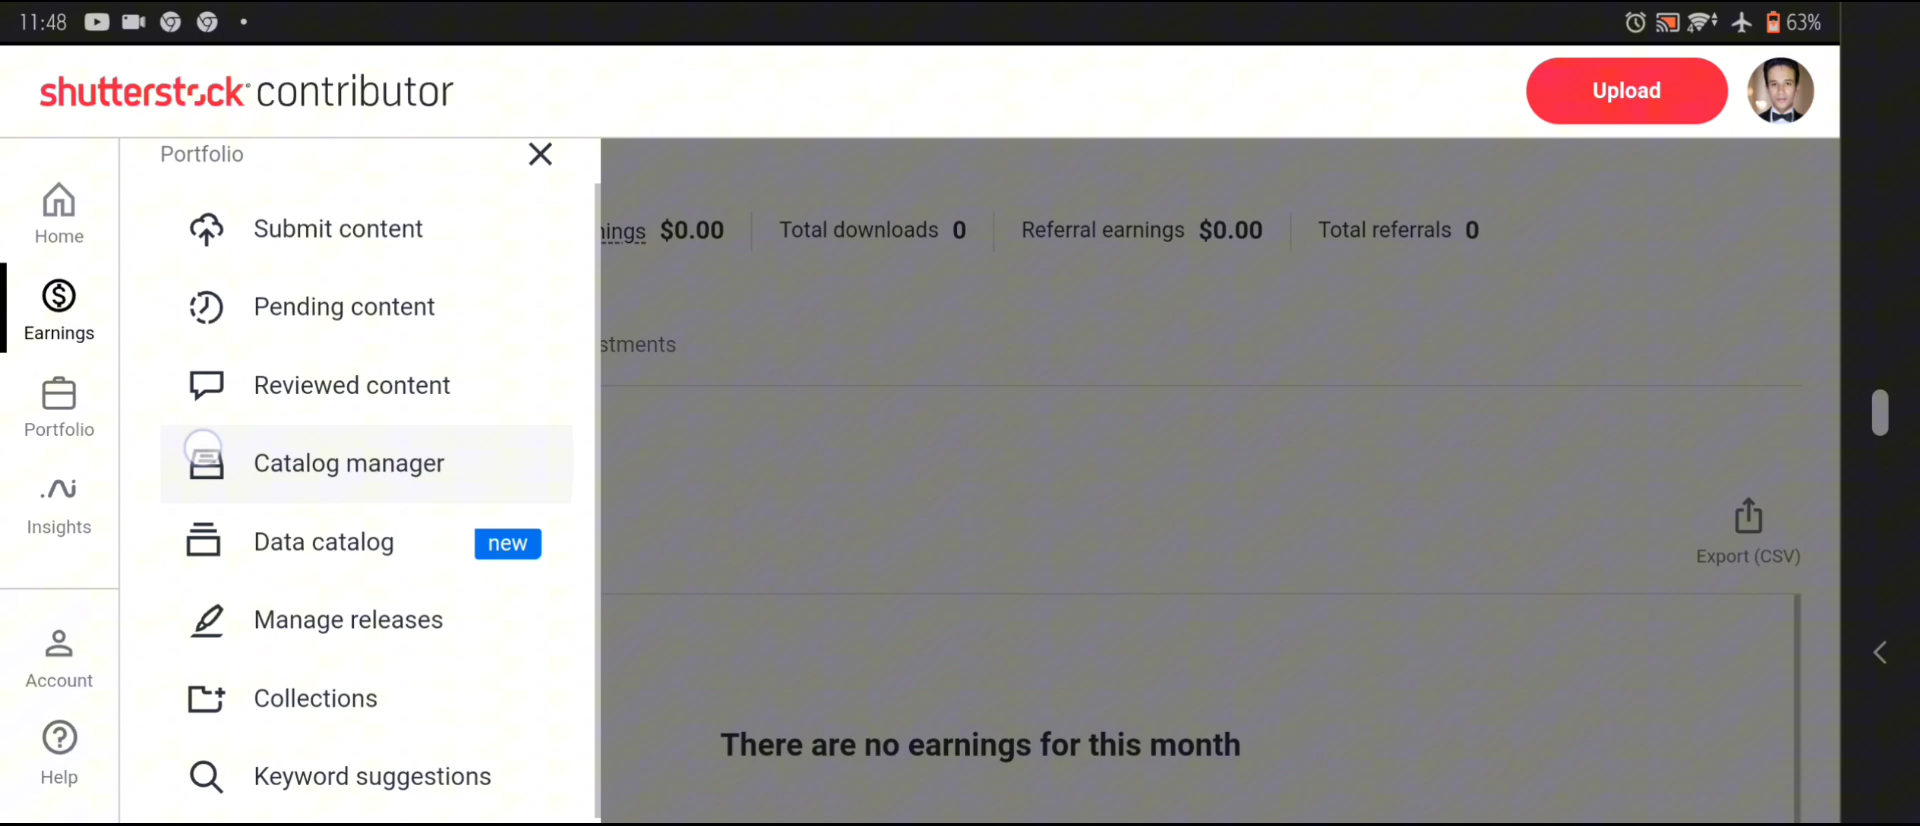 11:48
63%
shutterstock contributor
Upload
Portfolio
Home
Submit content
nings $0.00
Total downloads 0
Referral earnings $0.00
Total referrals 0
Pending content
Earnings
stments
Reviewed content
Portfolio
Catalog manager
Insights
Data catalog
new
Export (CSV)
Manage releases
Account
Collections
There are no earnings for this month
Help
Keyword suggestions